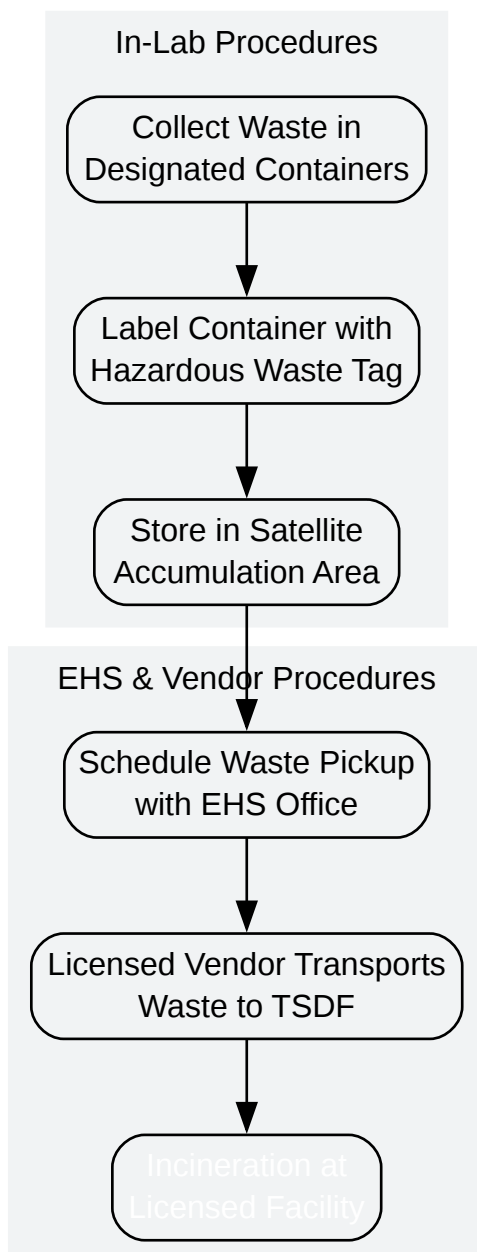 In-Lab Procedures
Collect Waste in
Designated Containers
Label Container with
Hazardous Waste Tag
Store in Satellite
Accumulation Area
EHS & Vendor Procedures
Schedule Waste Pickup
with EHS Office
Licensed Vendor Transports
Waste to TSDF
Incineration at
Licensed Facility